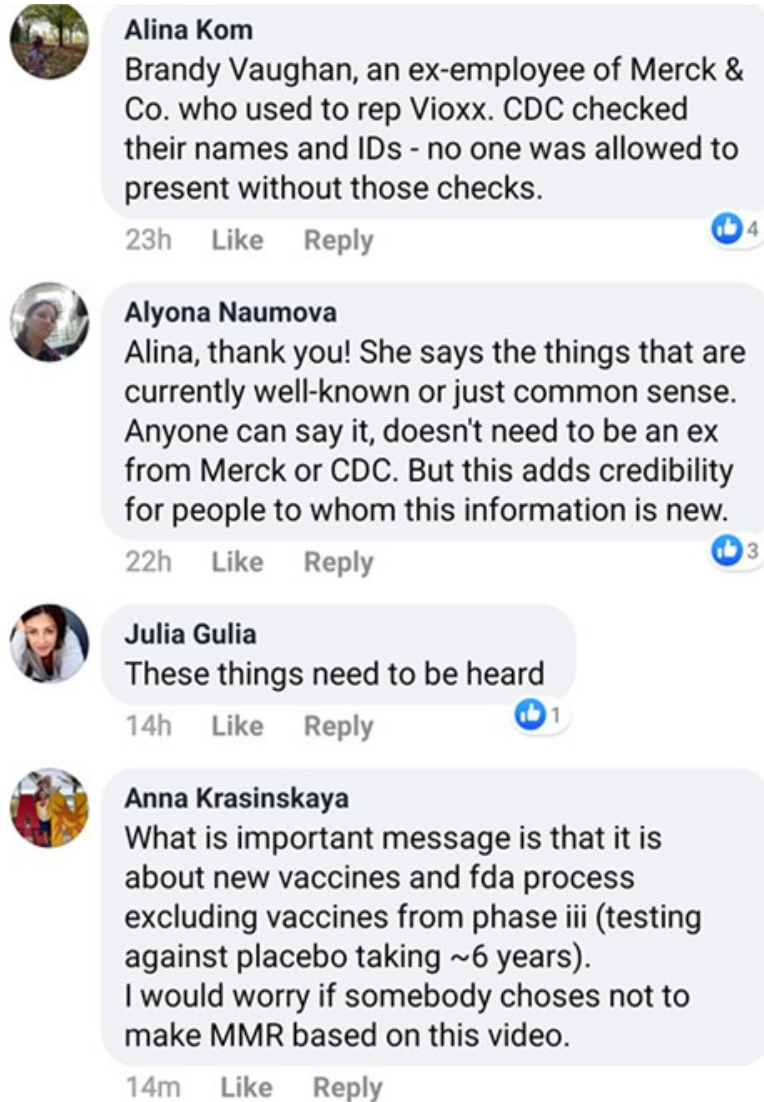 Alina Kom
Brandy Vaughan, an ex-employee of Merck &
Co. who used to rep Vioxx. CDC checked
their names and IDs - no one was allowed to
present without those checks.
23h Like Reply 4
Alyona Naumova
Alina, thank you! She says the things that are
currently well-known or just common sense.
Anyone can say it, doesn't need to be an ex
from Merck or CDC. But this adds credibility
for people to whom this information is new.
22h Like Reply 3
Julia Gulia
These things need to be heard
14h Like Reply 1
Anna Krasinskaya
What is important message is that it is
about new vaccines and fda process
excluding vaccines from phase iii (testing
against placebo taking ~6 years).
I would worry if somebody choses not to
make MMR based on this video.
14m Like Reply